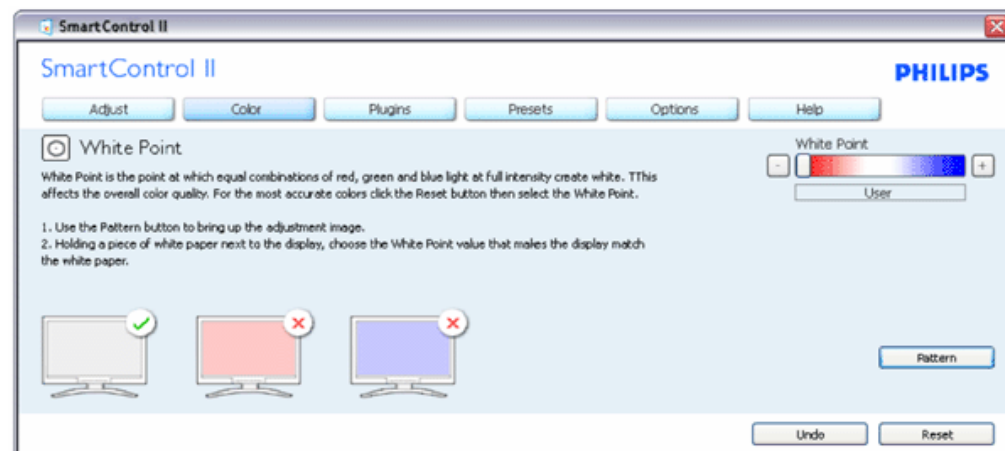 SmartControl II
SmartControl II
PHILIPS
Adjust Color Plugins Presets Options Help
White Point
White Point is the point at which equal combinations of red, green and blue light at full intensity create white. TThis
affects the overall color quality. For the most accurate colors click the Reset button then select the White Point.
1. Use the Pattern button to bring up the adjustment image.
2. Holding a piece of white paper next to the display, choose the White Point value that makes the display match
the white paper.
White Point
- +
User
Pattern
Undo Reset